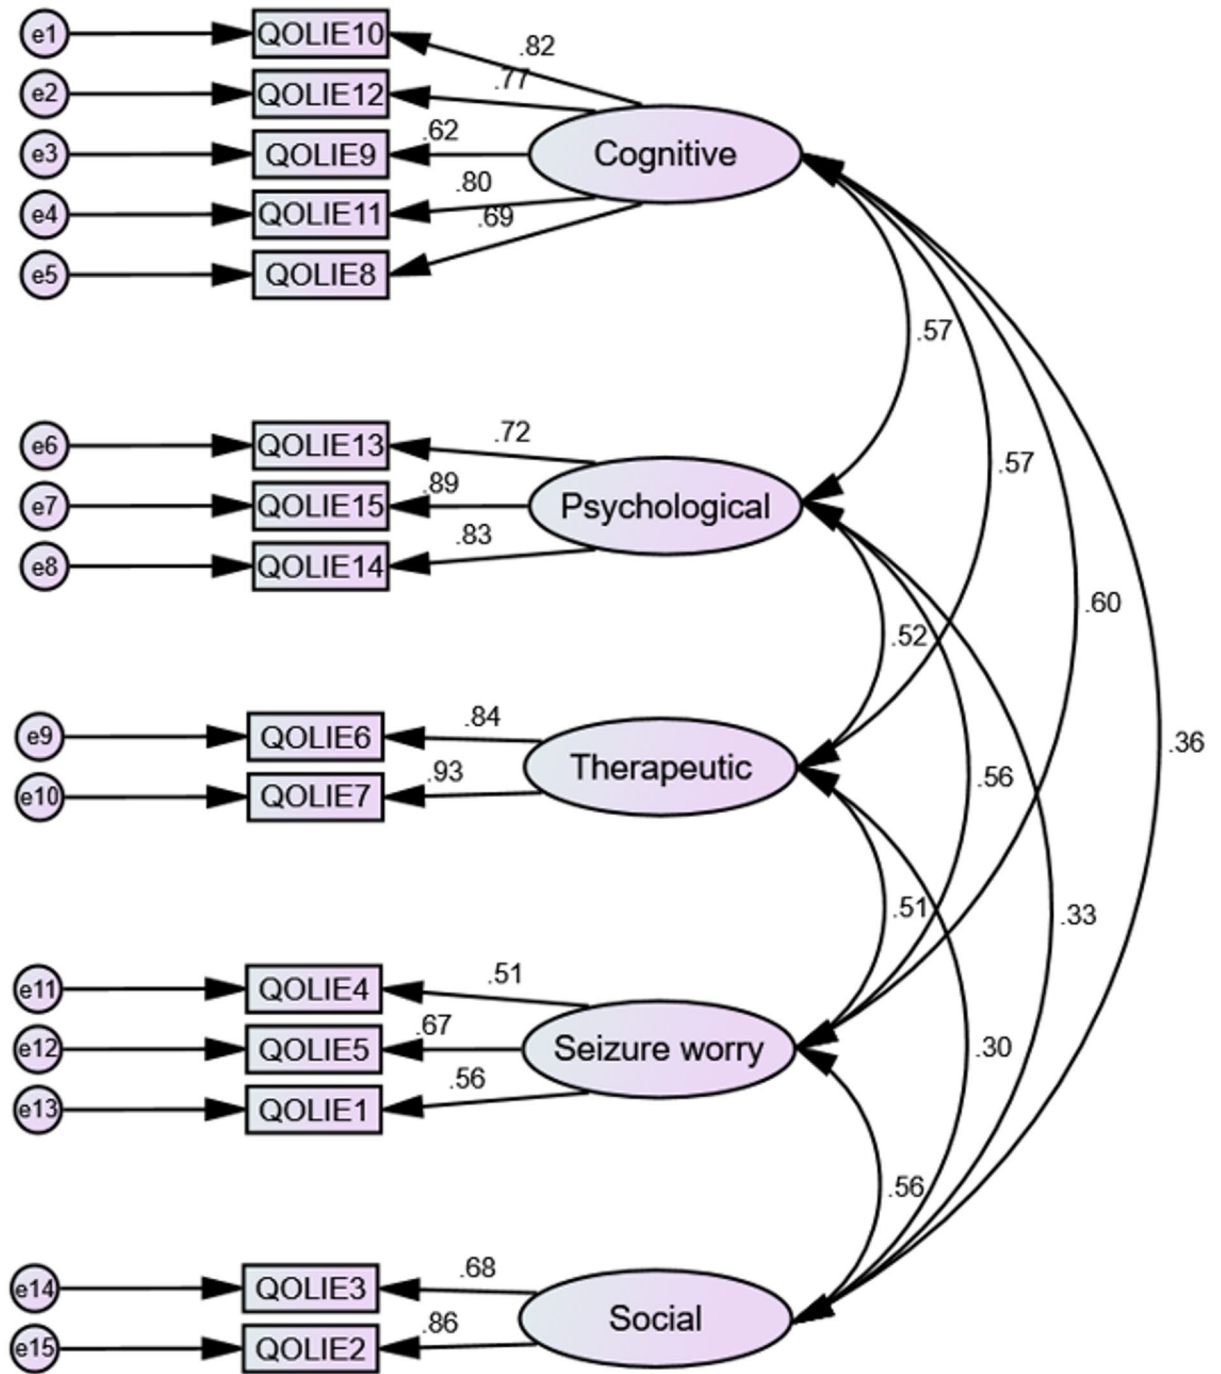 e1 QOLIE10 .82
e2 QOLIE12 .77
e3 QOLIE9 .62 Cognitive
e4 QOLIE11 .80
e5 QOLIE8 .69
.57
e6 QOLIE13 .72
.57
e7 QOLIE15 .89 Psychological
e8 QOLIE14 .83
.60
.52
e9 QOLIE6 .84
.36
e10 QOLIE7 .93 Therapeutic
.56
.51
.33
e11 QOLIE4 .51
e12 QOLIE5 .67 Seizure worry
.30
e13 QOLIE1 .56
.56
e14 QOLIE3 .68
Social
e15 QOLIE2 .86